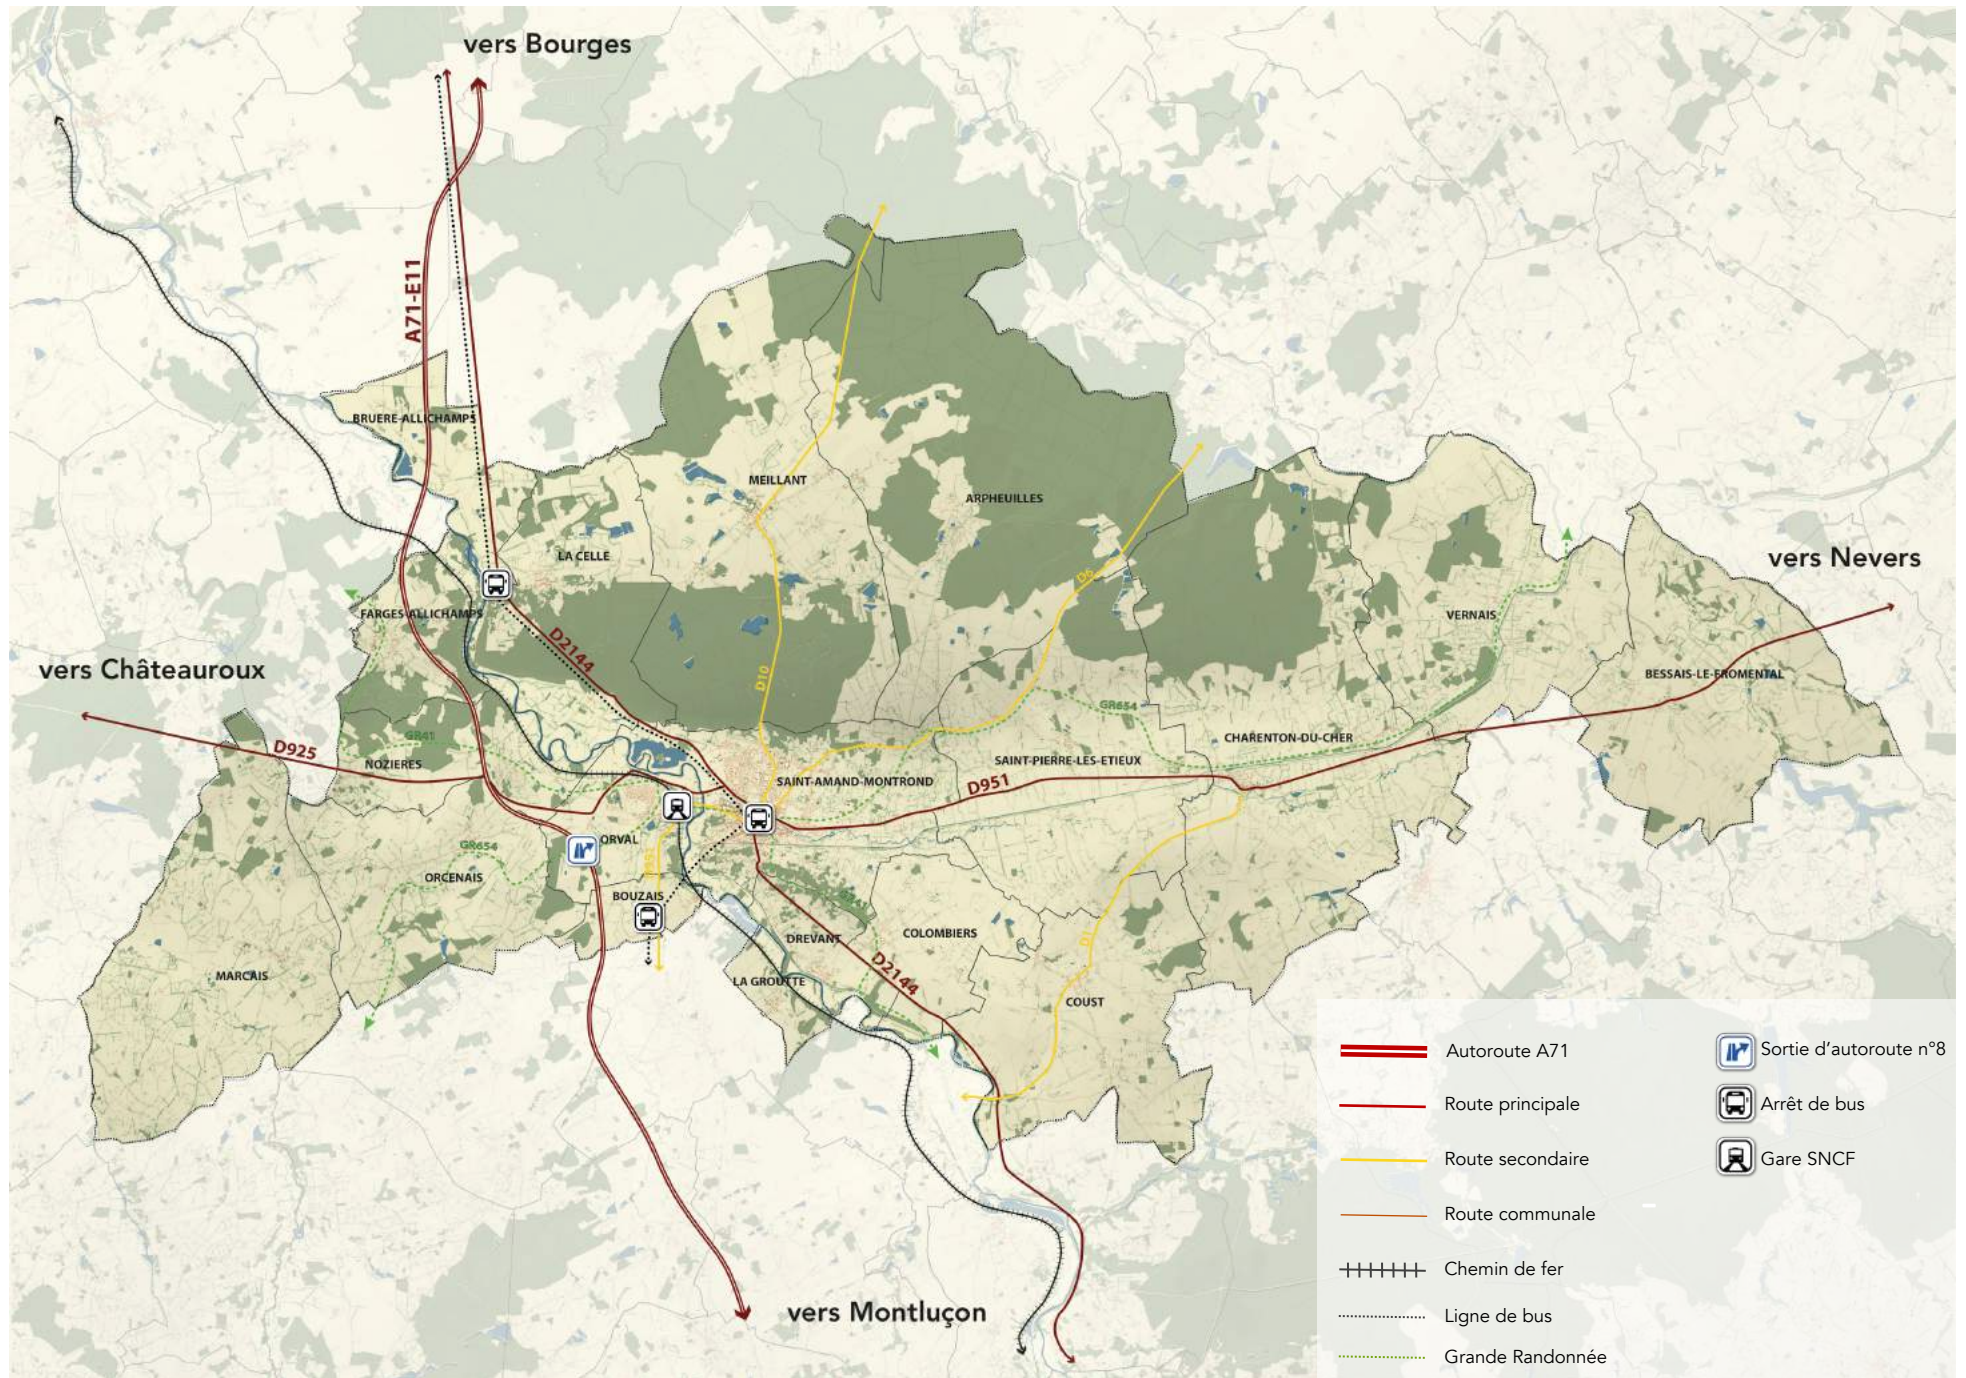 vers Bourges
A71-E11
BRUERE-ALLICHAMPS
MEILLANT
ARPHEUILLES
LA CELLE
vers Nevers
D6
FARGES-ALLICHAMPS
VERNAIS
D2144
vers Châteauroux
BESSAIS-LE-FROMENTAL
D10
GR654
D925
GR41
NOZIERES
CHARENTON-DU-CHER
SAINT-PIERRE-LES-ETIEUX
SAINT-AMAND-MONTROND
D951
ORVAL
GR654
ORCENAIS
BOUZAIS
DREVANT
COLOMBIERS
D1
D2144
MARCAIS
LA GROUTTE
COUST
vers Montluçon
Autoroute A71
Route principale
Route secondaire
Route communale
Chemin de fer
Ligne de bus
Grande Randonnée
Sortie d'autoroute n°8
Arrêt de bus
Gare SNCF